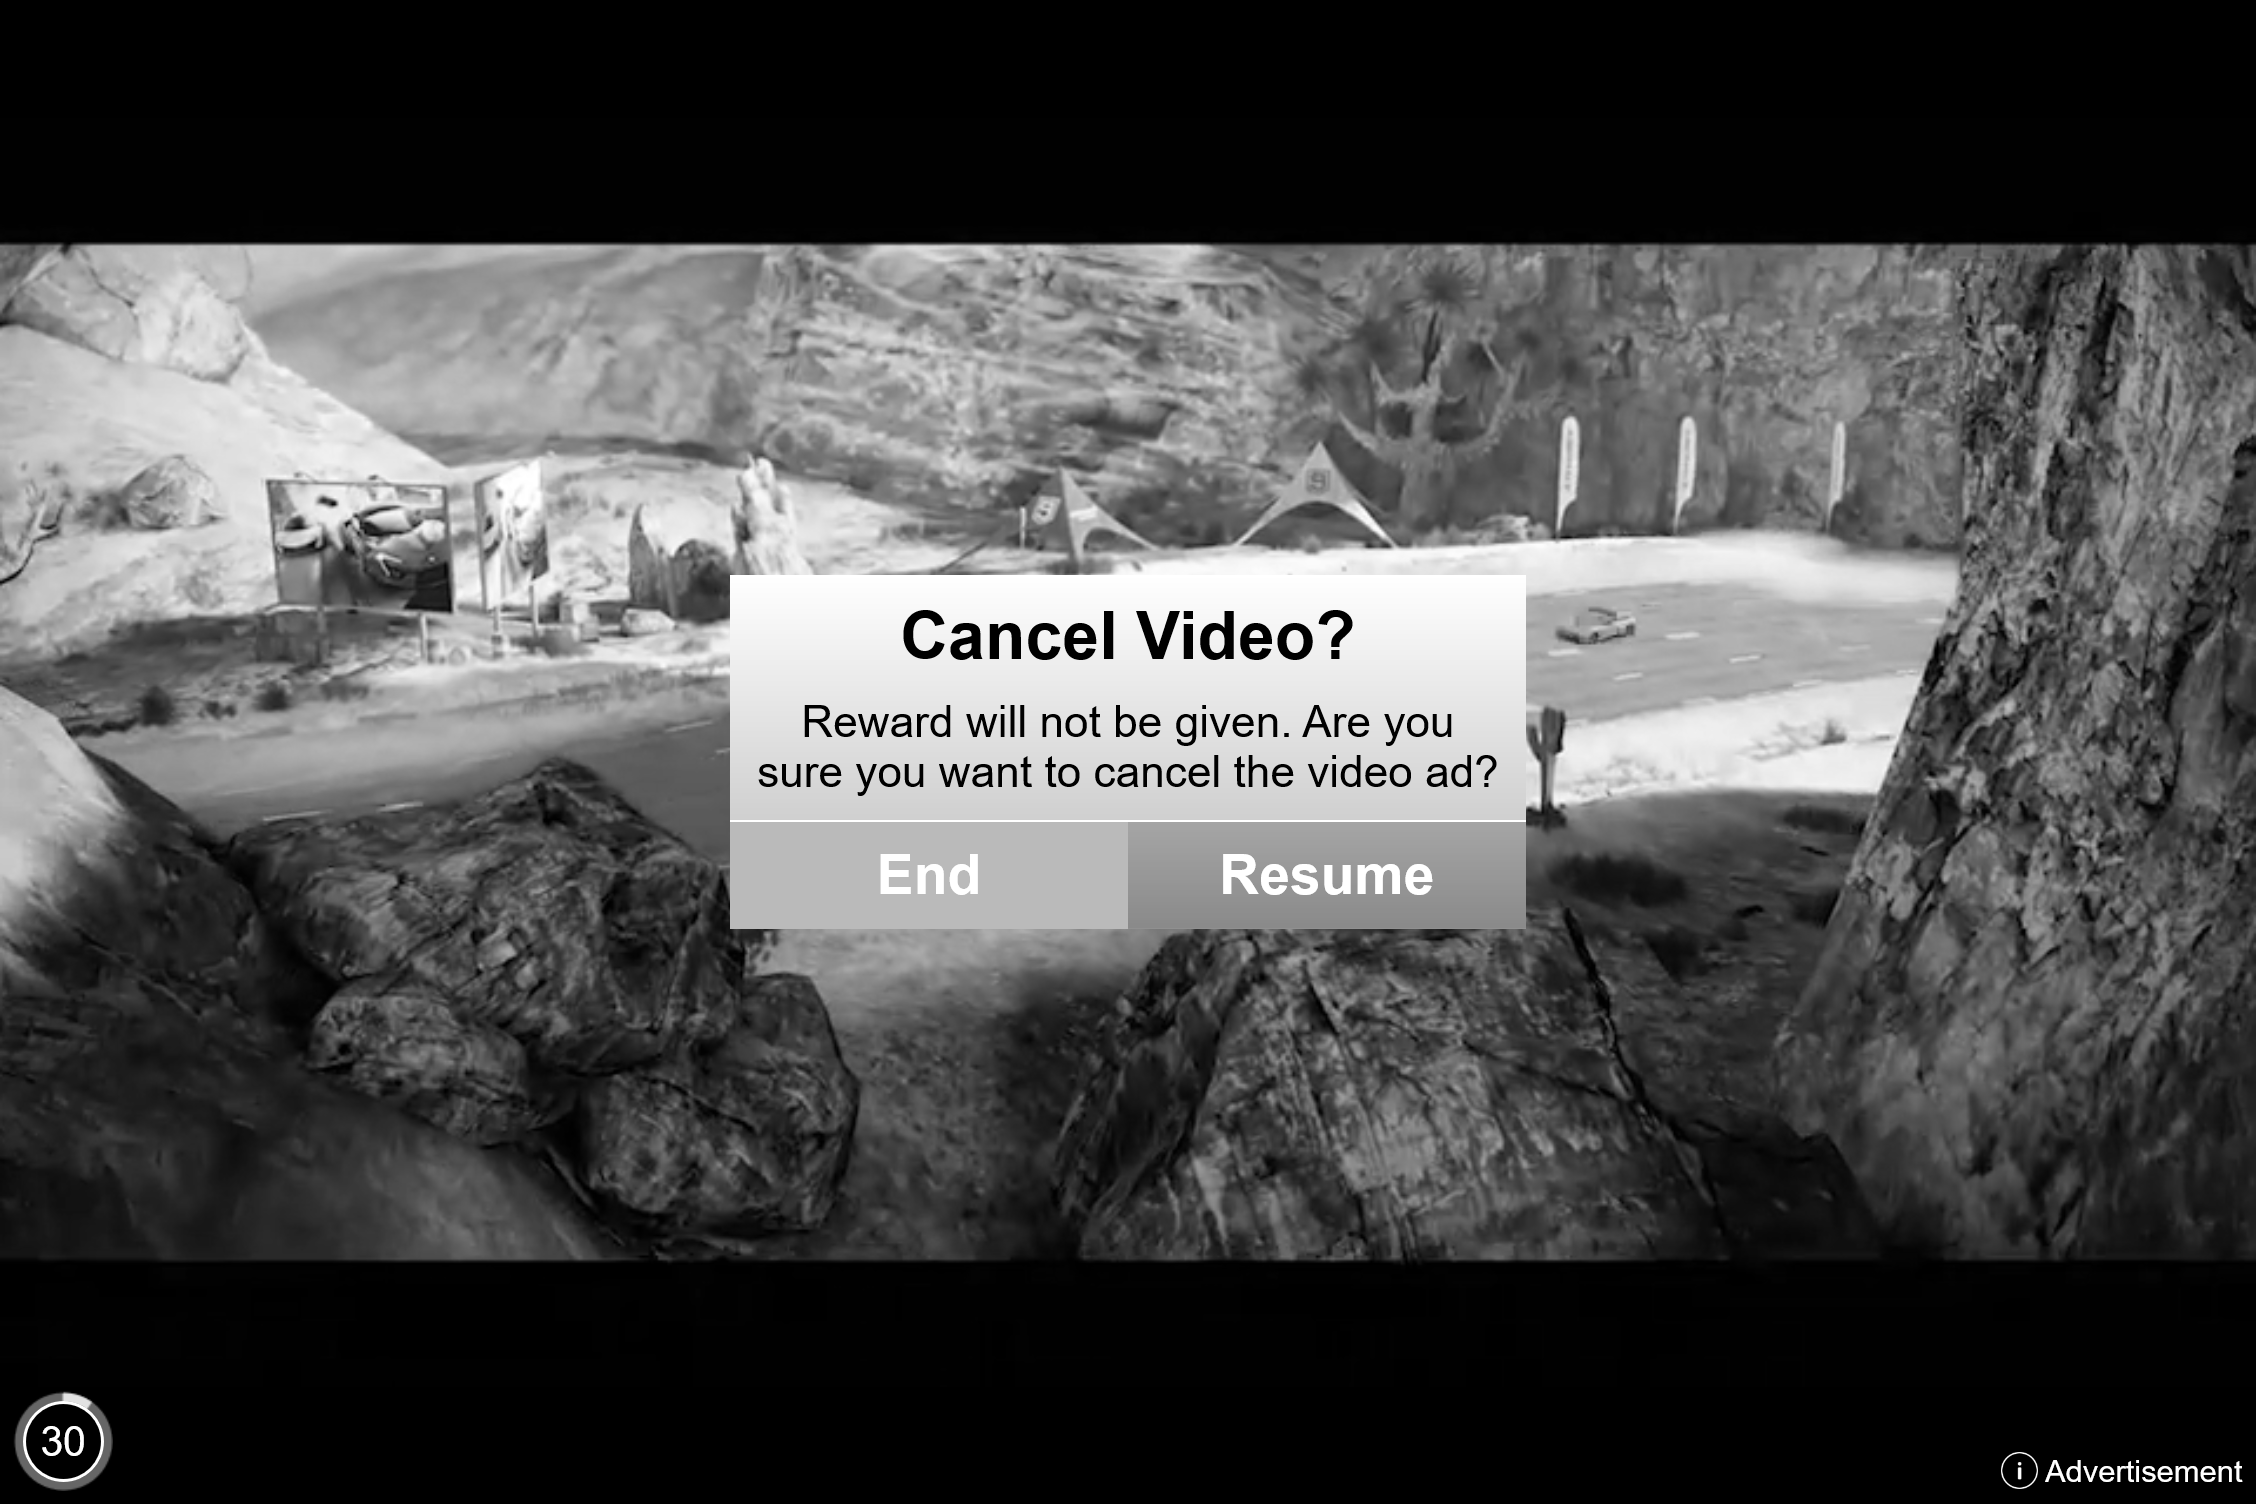 Cancel Video?
Reward will not be given. Are you
sure you want to cancel the video ad?
End
Resume
30
i Advertisement